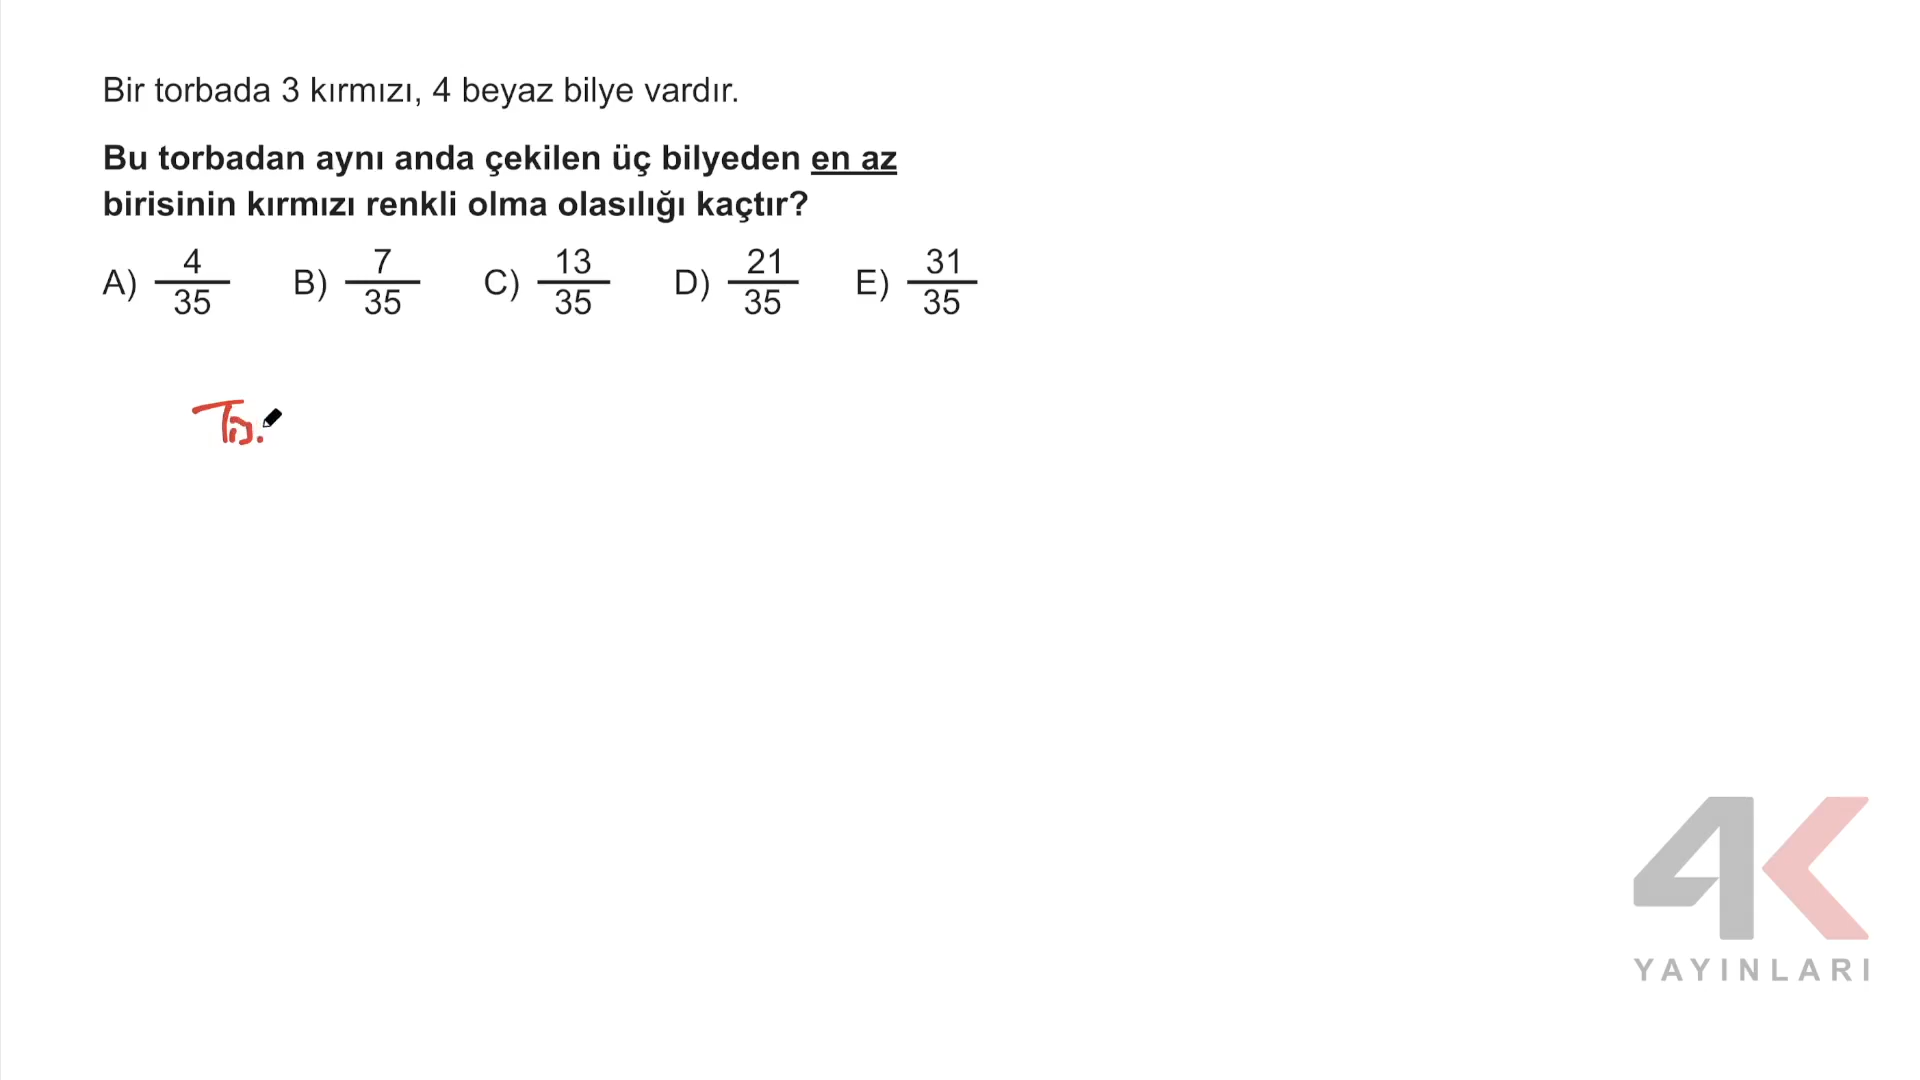 Bir torbada 3 kırmızı, 4 beyaz bilye vardır.
Bu torbadan aynı anda çekilen üç bilyeden en az
birisinin kırmızı renkli olma olasılığı kaçtır?
A) 4/35 B) 7/35 C) 13/35 D) 21/35 E) 31/35
4K
YAYINLARI